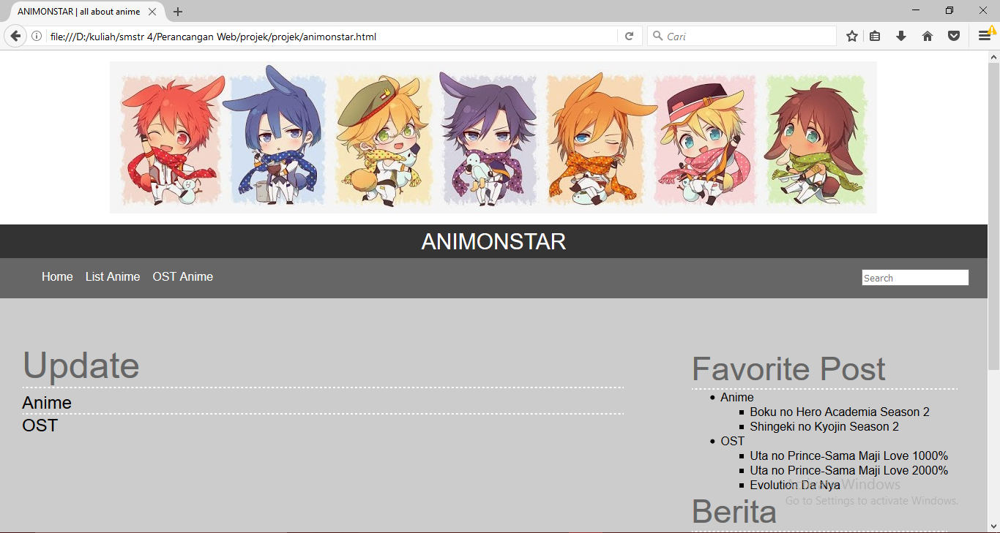 ANIMONSTAR | all about anime
file:///D:/kuliah/smstr 4/Perancangan Web/projek/projek/animonstar.html
Cari
ANIMONSTAR
Home List Anime OST Anime
Search
Update
Anime
OST
Favorite Post
Anime
Boku no Hero Academia Season 2
Shingeki no Kyojin Season 2
OST
Uta no Prince-Sama Maji Love 1000%
Uta no Prince-Sama Maji Love 2000%
Evolution Da Nya
Activate Windows
Go to Settings to activate Windows.
Berita